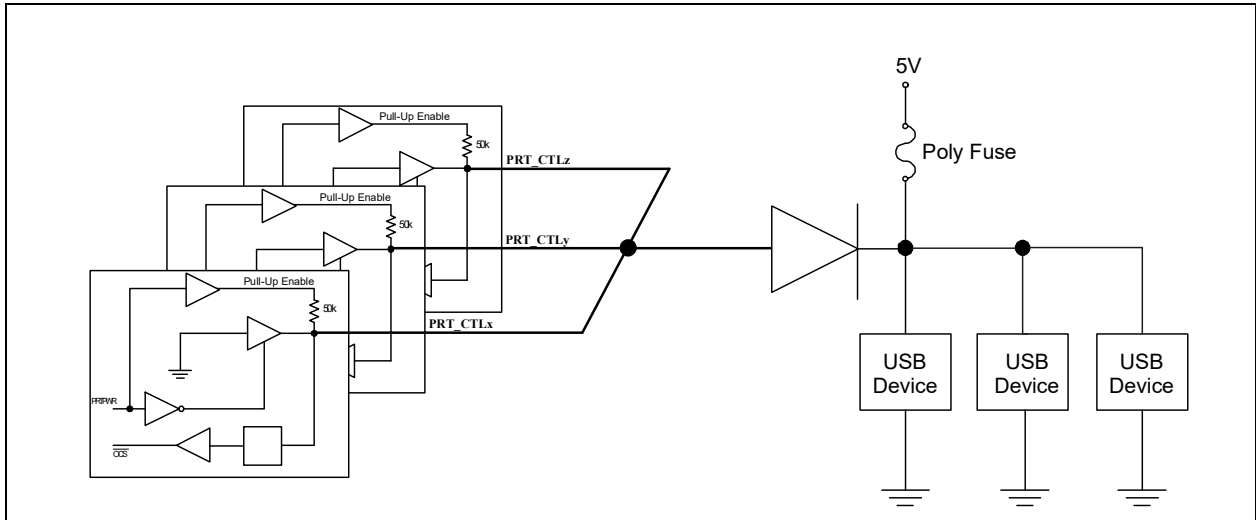 5V
Poly Fuse
Pull-Up Enable
50k
PRT_CTLz
Pull-Up Enable
50k
PRT_CTLy
Pull-Up Enable
50k
PRT_CTLx
PRTPWR
OCS
USB
Device
USB
Device
USB
Device